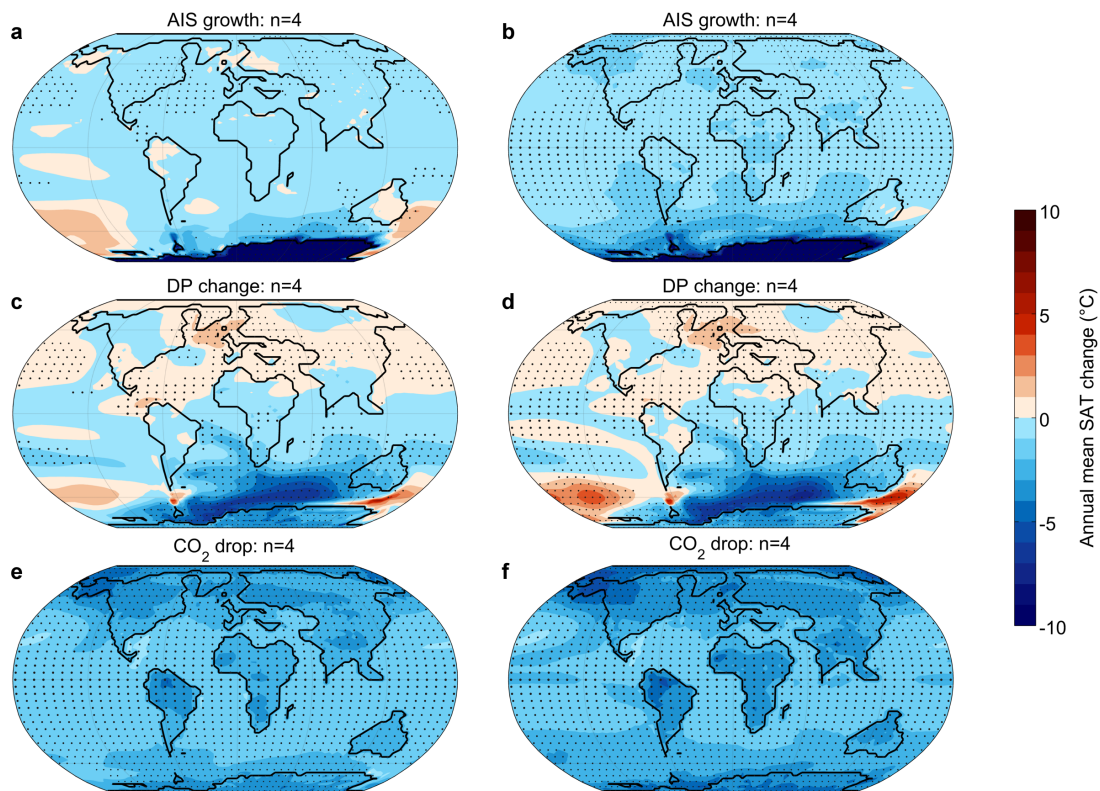 AIS growth: n=4
a
AIS growth: n=4
b
DP change: n=4
c
DP change: n=4
d
CO2 drop: n=4
e
CO2 drop: n=4
f
10
5
0
-5
-10
Annual mean SAT change (°C)